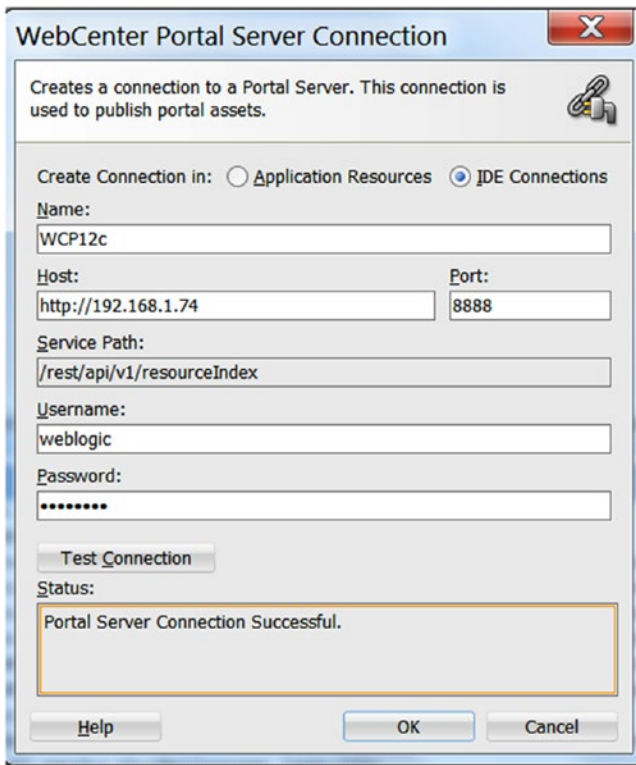 WebCenter Portal Server Connection
X
Creates a connection to a Portal Server. This connection is
used to publish portal assets.
Create Connection in: Application Resources IDE Connections
Name:
WCP12c
Host: Port:
http://192.168.1.74 8888
Service Path:
/rest/api/v1/resourceIndex
Username:
weblogic
Password:
••••••••
Test Connection
Status:
Portal Server Connection Successful.
Help OK Cancel